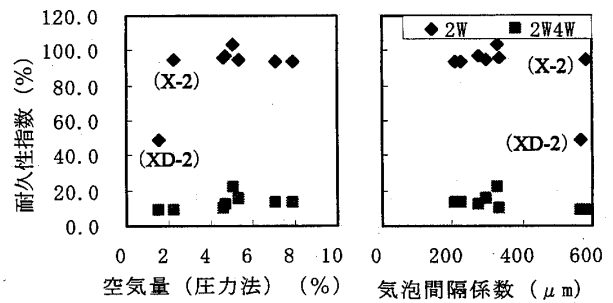 耐久性指数 (%)
120.0
100.0
80.0
60.0
40.0
20.0
0.0
(X-2)
(XD-2)
0 2 4 6 8 10
空気量 (圧力法) (%)
2W 2W4W
(X-2)
(XD-2)
0 200 400 600
気泡間隔係数 (μm)